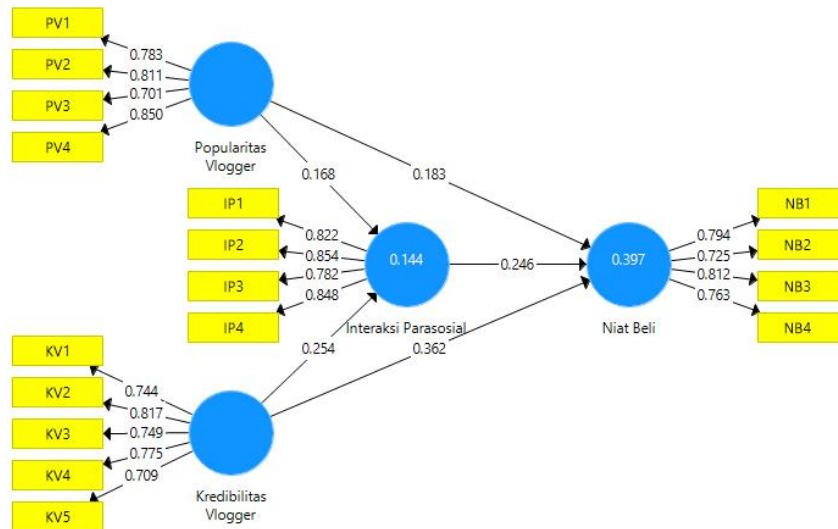 PV1
0.783
PV2
0.811
PV3
0.701
PV4
0.850
Popularitas
Vlogger
0.168
0.183
IP1
0.822
IP2
0.854
IP3
0.782
IP4
0.848
0.144
Interaksi Parasosial
0.246
0.397
Niat Beli
NB1
0.794
NB2
0.725
NB3
0.812
NB4
0.763
0.254
0.362
KV1
0.744
KV2
0.817
KV3
0.749
KV4
0.775
KV5
0.709
Kredibilitas
Vlogger